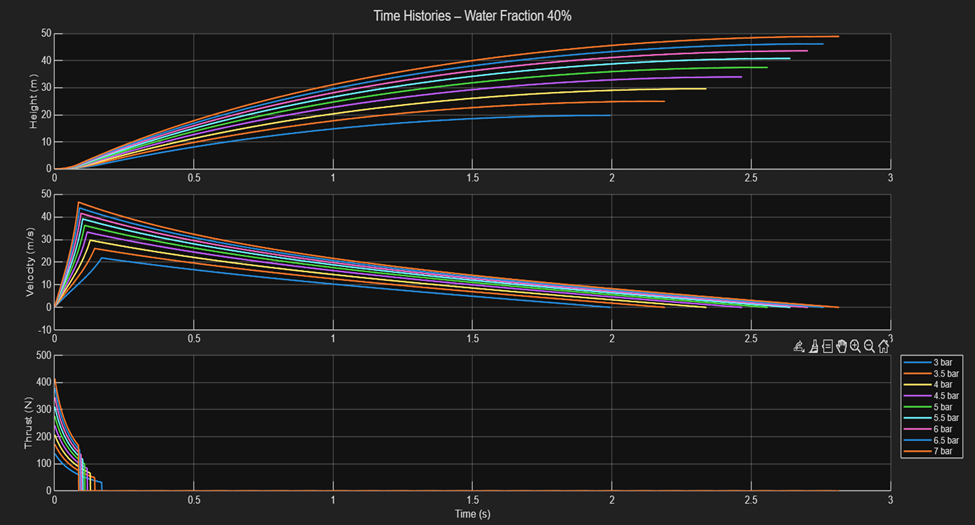 Time Histories – Water Fraction 40%
50
40
30
20
10
0
Height (m)
0 0.5 1 1.5 2 2.5 3
50
40
30
20
10
0
-10
Velocity (m/s)
0 0.5 1 1.5 2 2.5 3
500
400
300
200
100
0
Thrust (N)
0 0.5 1 1.5 2 2.5 3
Time (s)
3 bar
3.5 bar
4 bar
4.5 bar
5 bar
5.5 bar
6 bar
6.5 bar
7 bar